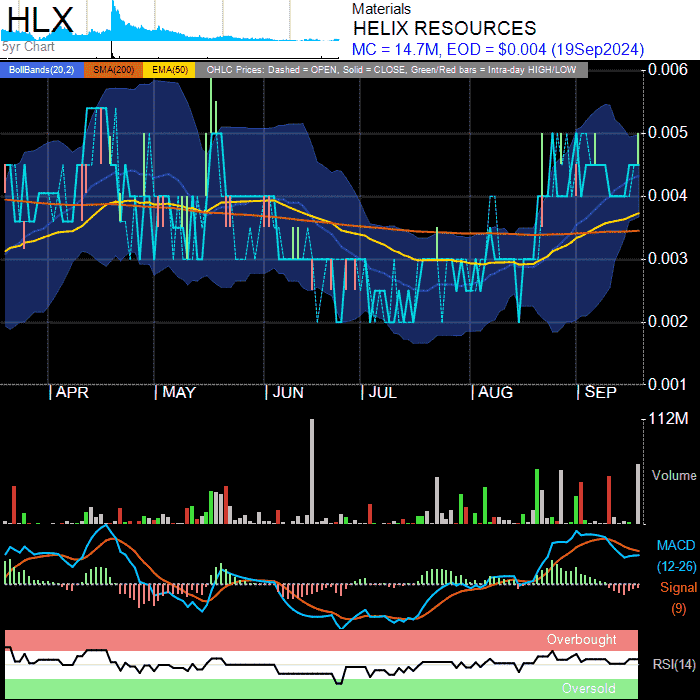 HLX
5yr Chart
Materials
HELIX RESOURCES
MC = 14.7M, EOD = $0.004 (19Sep2024)
BollBands(20,2) SMA(200) EMA(50) OHLC Prices: Dashed = OPEN, Solid = CLOSE, Green/Red bars = Intra-day HIGH/LOW
0.006
0.005
0.004
0.003
0.002
0.001
APR MAY JUN JUL AUG SEP
112M
Volume
MACD
(12-26)
Signal
(9)
Overbought
RSI(14)
Oversold